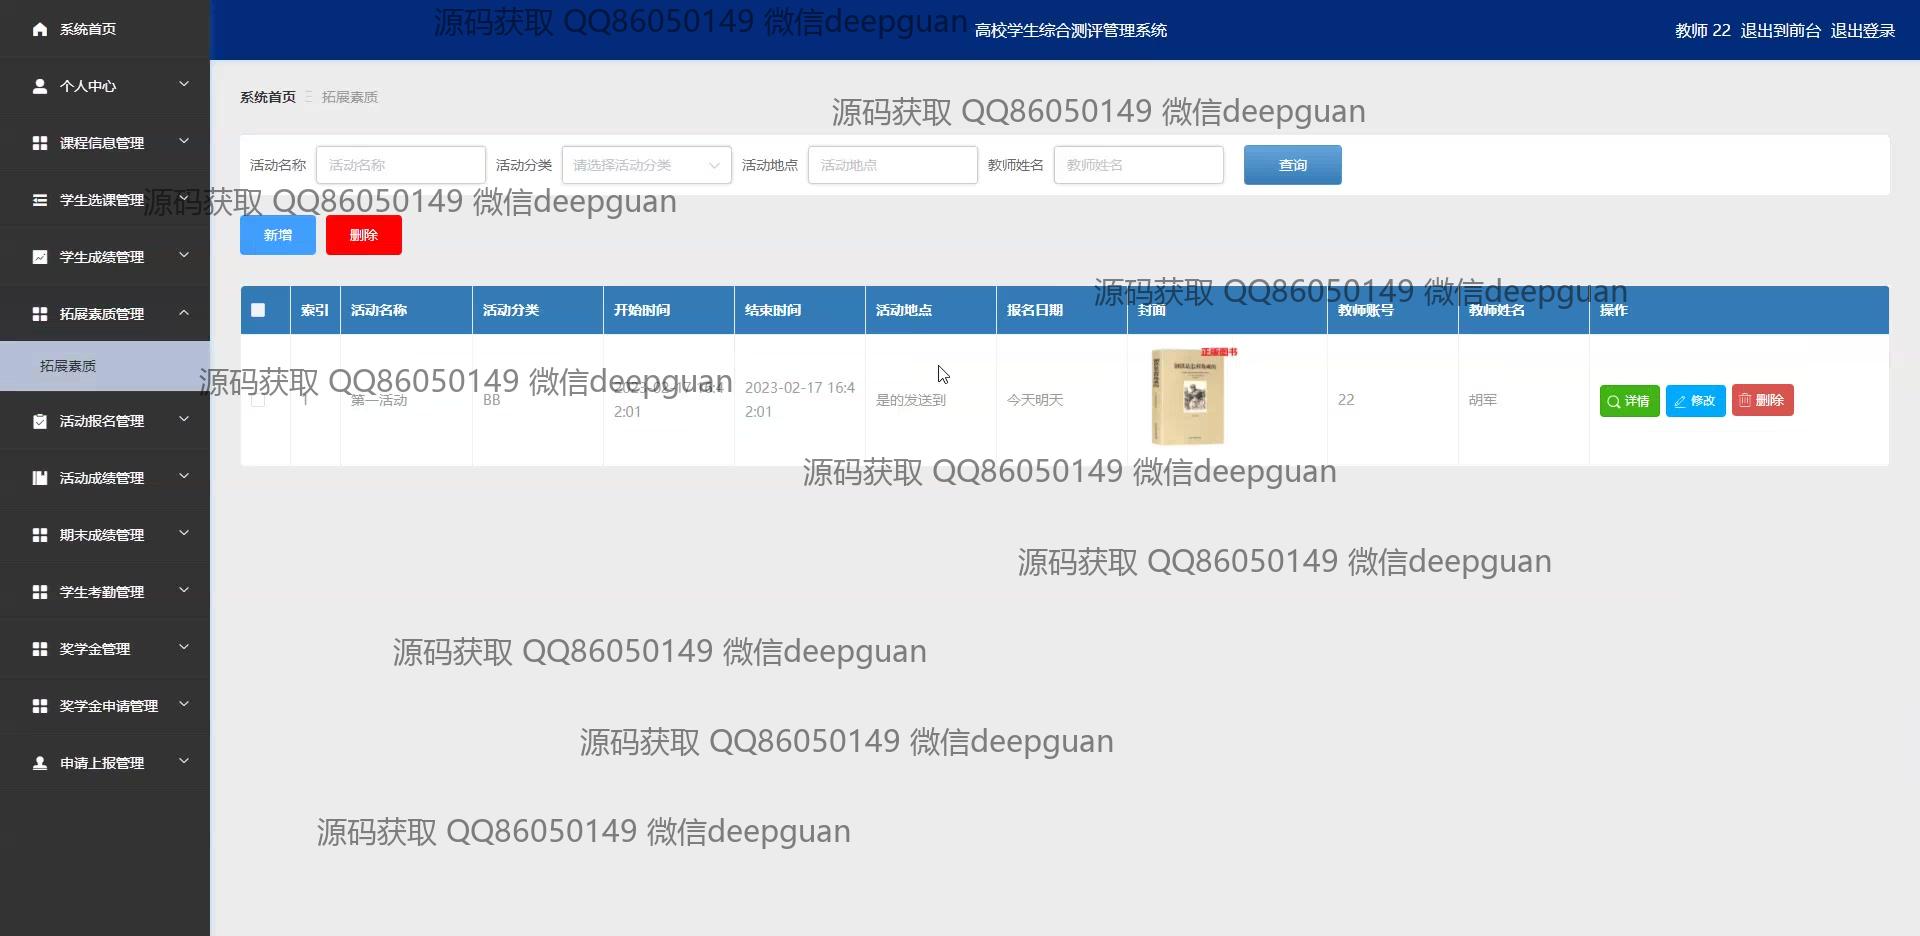 系统首页
个人中心
课程信息管理
学生选课管理
学生成绩管理
拓展素质管理
拓展素质
活动报名管理
活动成绩管理
期末成绩管理
学生考勤管理
奖学金管理
奖学金申请管理
申请上报管理
源码获取 QQ86050149 微信deepguan
高校学生综合测评管理系统
教师 22 退出到前台 退出登录
系统首页 拓展素质
源码获取 QQ86050149 微信deepguan
活动名称 活动名称 活动分类 请选择活动分类 活动地点 活动地点 教师姓名 教师姓名 查询
源码获取 QQ86050149 微信deepguan
新增 删除
源码获取 QQ86050149 微信deepguan
索引 活动名称 活动分类 开始时间 结束时间 活动地点 报名日期 封面 教师账号 教师姓名 操作
正版图书
源码获取 QQ86050149 微信deepguan
1 第一活动 BB 2023-02-17 16:4 2023-02-17 16:4 是的发送到 今天明天 22 胡军 详情 修改 删除
2:01 2:01
源码获取 QQ86050149 微信deepguan
源码获取 QQ86050149 微信deepguan
源码获取 QQ86050149 微信deepguan
源码获取 QQ86050149 微信deepguan
源码获取 QQ86050149 微信deepguan